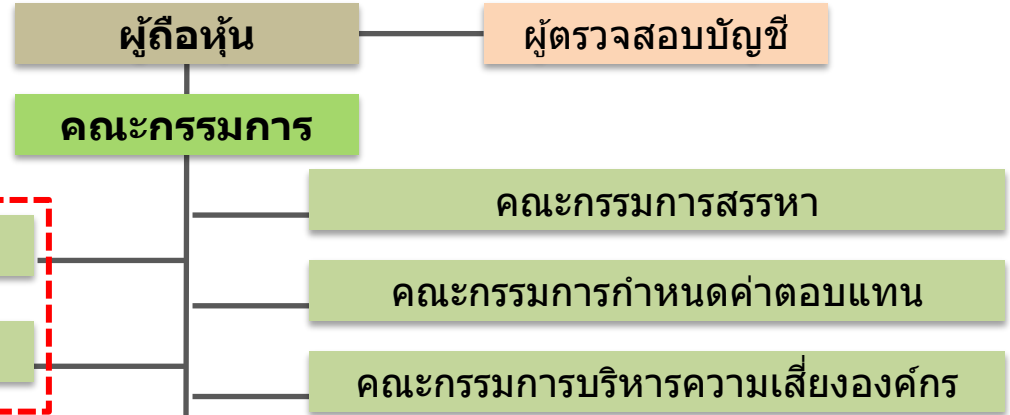 ผู้ถือหุ้น
ผู้ตรวจสอบบัญชี
คณะกรรมการ
คณะกรรมการสรรหา
คณะกรรมการกำหนดค่าตอบแทน
คณะกรรมการบริหารความเสี่ยงองค์กร